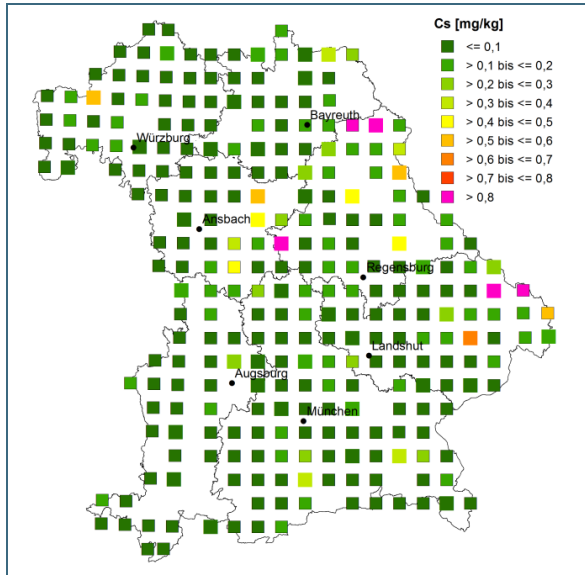 Cs [mg/kg]
<= 0,1
> 0,1 bis <= 0,2
> 0,2 bis <= 0,3
> 0,3 bis <= 0,4
> 0,4 bis <= 0,5
> 0,5 bis <= 0,6
> 0,6 bis <= 0,7
> 0,7 bis <= 0,8
> 0,8
Bayreuth
Würzburg
Ansbach
Regensburg
Landshut
Augsburg
München